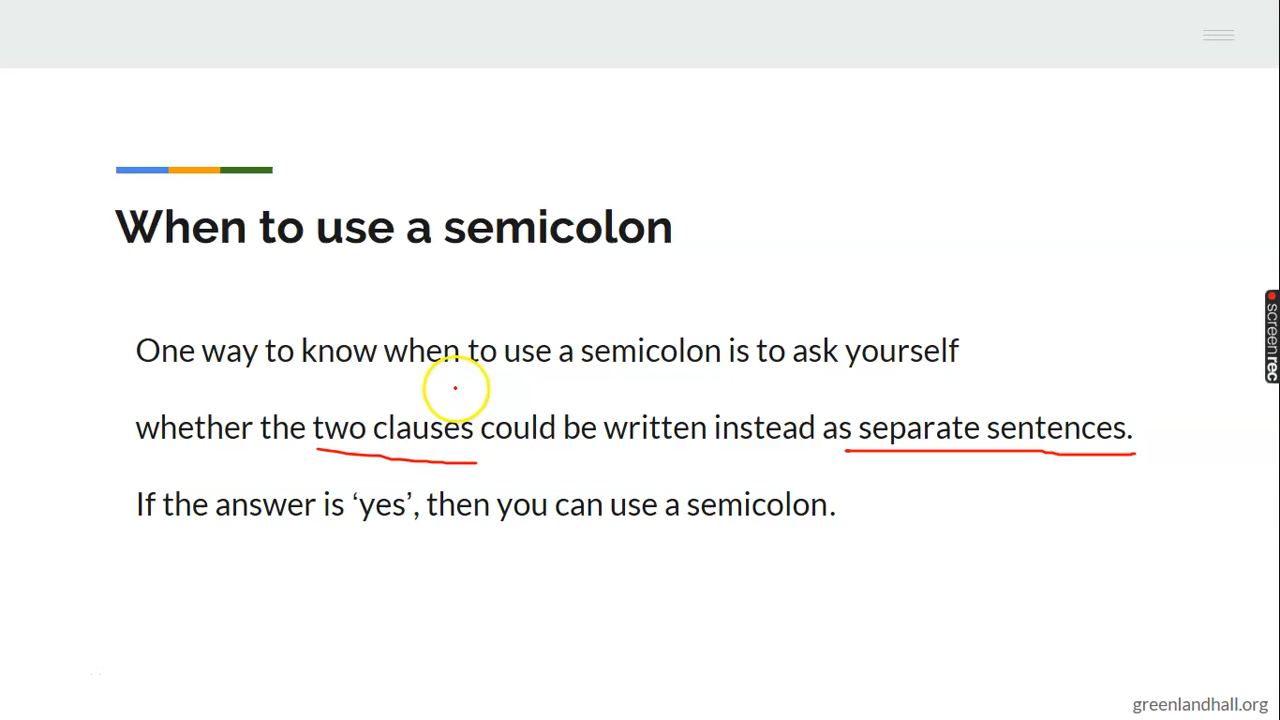 When to use a semicolon
One way to know when to use a semicolon is to ask yourself
whether the two clauses could be written instead as separate sentences.
If the answer is ‘yes’, then you can use a semicolon.
screenrec
greenlandhall.org